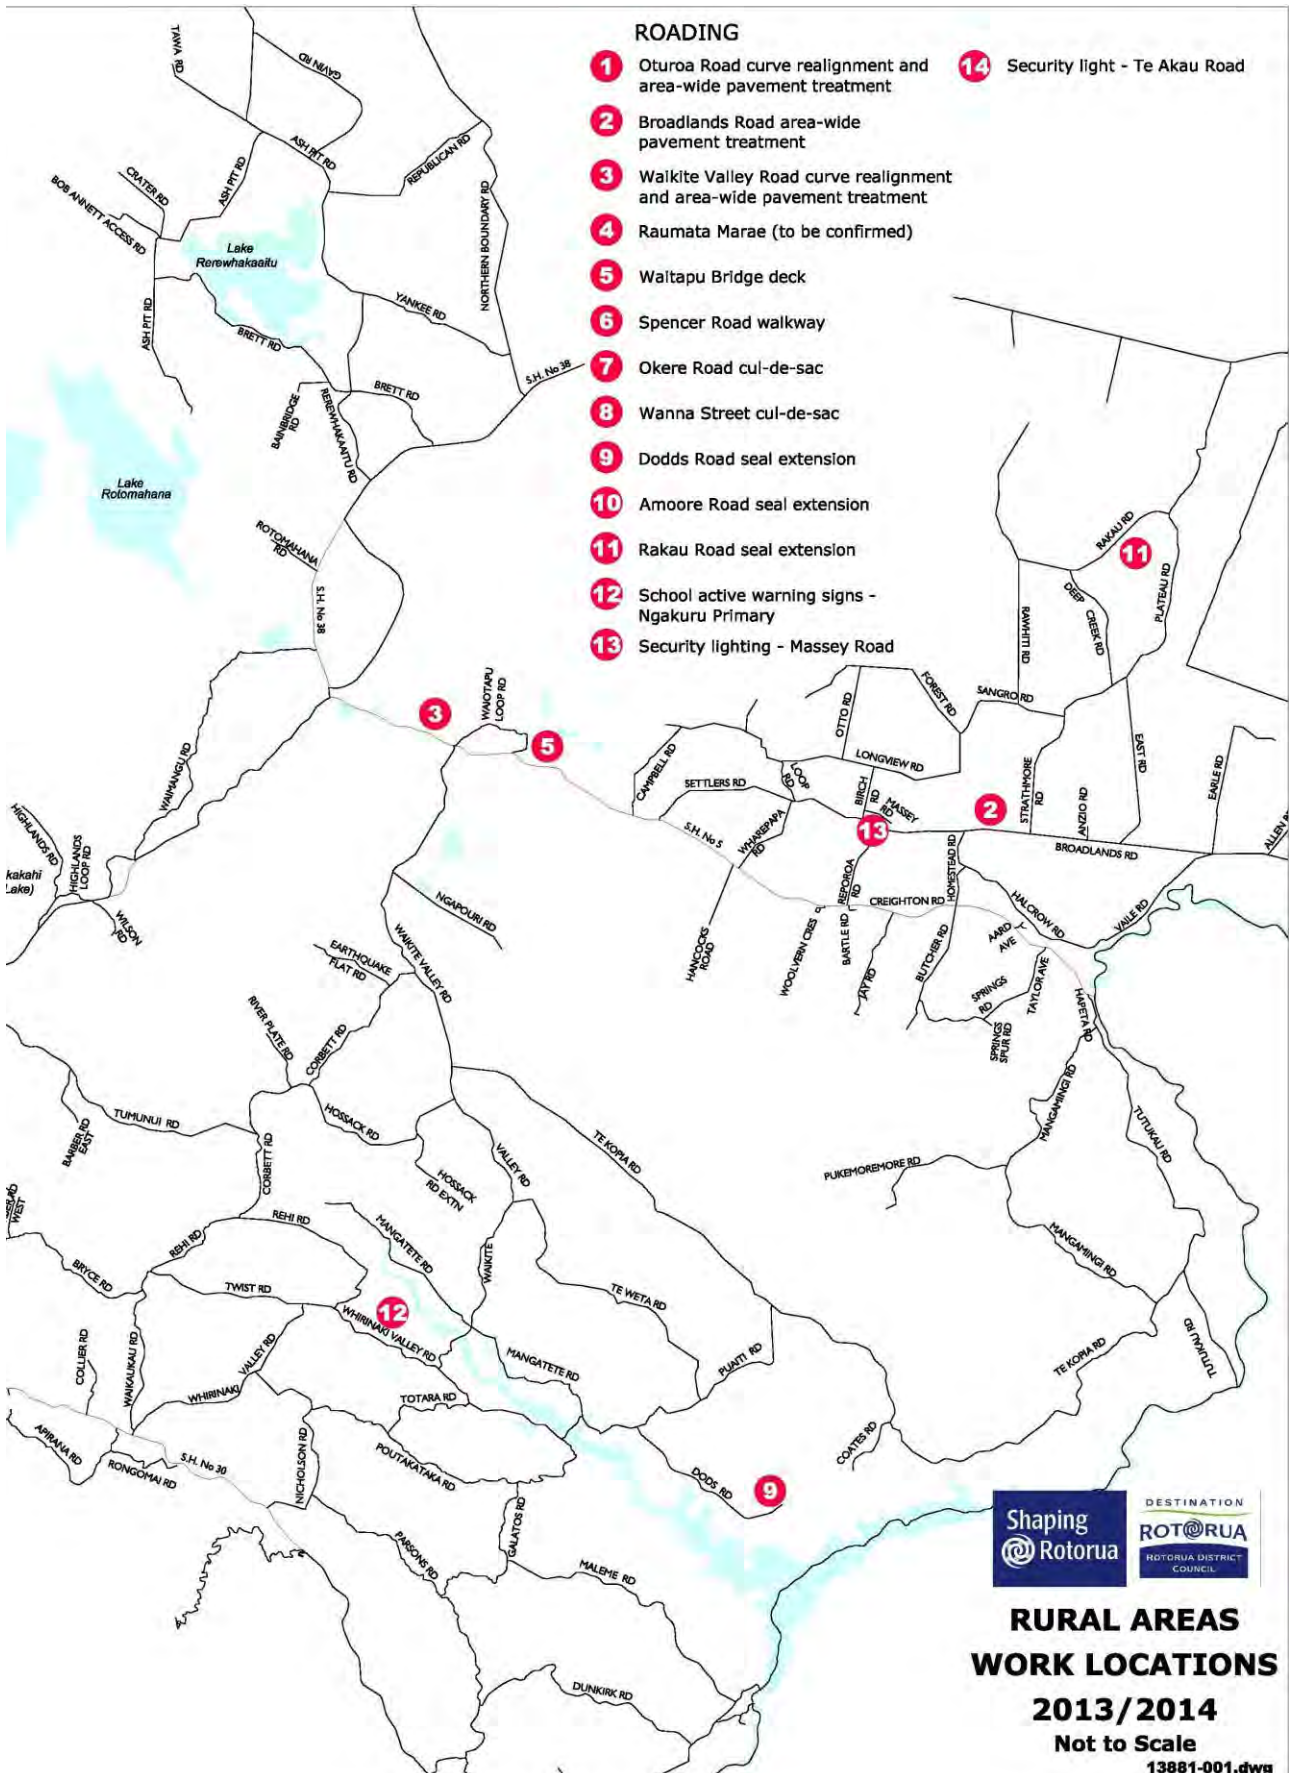 ROADING
1 Oturoa Road curve realignment and
area-wide pavement treatment
2 Broadlands Road area-wide
pavement treatment
3 Waikite Valley Road curve realignment
and area-wide pavement treatment
4 Raumata Marae (to be confirmed)
5 Waitapu Bridge deck
6 Spencer Road walkway
7 Okere Road cul-de-sac
8 Wanna Street cul-de-sac
9 Dodds Road seal extension
10 Amoore Road seal extension
11 Rakau Road seal extension
12 School active warning signs -
Ngakuru Primary
13 Security lighting - Massey Road
14 Security light - Te Akau Road
TAWA RD
GAVIN RD
ASH PIT RD
ASH PIT RD
REPUBLICAN RD
CRATER RD
BOB ANNETT ACCESS RD
NORTHERN BOUNDARY RD
Lake
Rerewhakaaitu
ASH PIT RD
BRETT RD
YANKEE RD
S.H. No 38
BRETT RD
BAINBRIDGE
RD
REREWHAKAAITU RD
Lake
Rotomahana
ROTOMAHANA
RD
S.H. No 38
RAKAU RD
11
DEEP
CREEK RD
PLATEAU RD
RAWHITI RD
3
WAIOTAPU
LOOP RD
5
OTTO RD
FOREST RD
SANGRO RD
LONGVIEW RD
CAMPBELL RD
SETTLERS RD
LOOP
RD
BIRCH
RD
MASSEY
RD
2
STRATHMORE
RD
ANZIO RD
EAST RD
EARLE RD
ALLEN R
WAIMANGU RD
S.H. No 5
WHAREPAPA
RD
13
BROADLANDS RD
HIGHLANDS RD
HIGHLANDS
LOOP RD
kakahi
Lake)
WILSON
RD
NGAPOURI RD
REPOROA
RD
HOMESTEAD RD
CREIGHTON RD
HALCROW RD
VAILE RD
HANCOCKS
ROAD
WOOLVERN CRES
BARTLE RD
JAY RD
BUTCHER RD
AARD
AVE
TAYLOR AVE
SPRINGS
RD
SPRINGS
SPUR RD
HAPETA RD
EARTHQUAKE
FLAT RD
WAIKITE VALLEY RD
RIVER PLATE RD
CORBETT RD
TUMUNUI RD
BARBER RD
EAST
HOSSACK RD
CORBETT RD
HOSSACK
RD EXTN
VALLEY RD
TE KOPIA RD
MANGAMINGI RD
TUTUKAU RD
PUKEMOREMORE RD
WEST
REHI RD
REHI RD
MANGATETE RD
WAIKITE
MANGAMINGI RD
BRYCE RD
TWIST RD
12
TE WETA RD
WHIRINAKI VALLEY RD
COLLIER RD
WAIKAUKAU RD
WHIRINAKI
VALLEY RD
MANGATETE RD
PUAITI RD
TE KOPIA RD
TUTUKAU RD
TOTARA RD
APIRANA RD
RONGOMAI RD
S.H. No 30
NICHOLSON RD
POUTAKATAKA RD
COATES RD
DODS RD
9
GALATOS RD
PARSONS RD
MALEME RD
DUNKIRK RD
Shaping
Rotorua
DESTINATION
ROTORUA
ROTORUA DISTRICT
COUNCIL
RURAL AREAS
WORK LOCATIONS
2013/2014
Not to Scale
13881-001.dwg